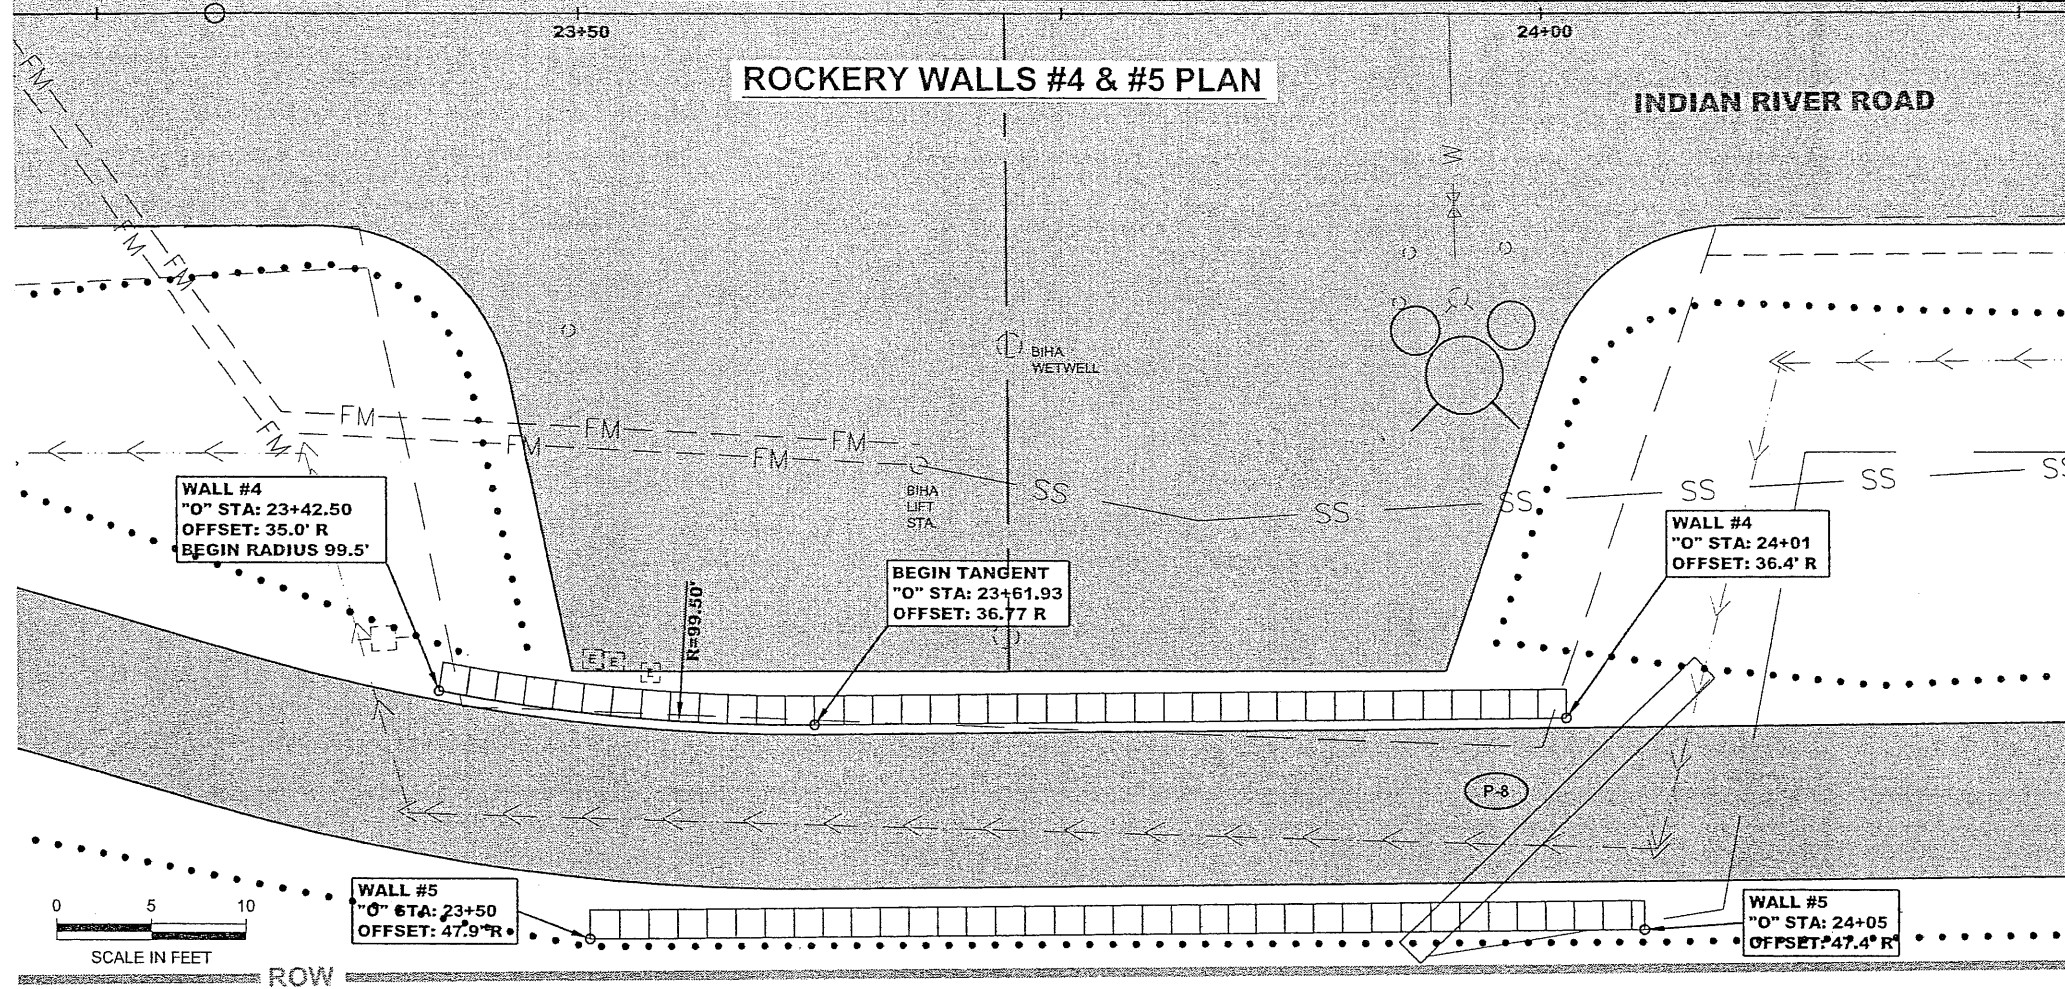 23+50
24+00
ROCKERY WALLS #4 & #5 PLAN
INDIAN RIVER ROAD
FM
W
FM
FM
BIHA
WETWELL
FM
FM
FM
FM
FM
FM
BIHA
LIFT
STA.
SS
SS
SS
SS
SS
SS
WALL #4
"O" STA: 23+42.50
OFFSET: 35.0' R
BEGIN RADIUS 99.5'
WALL #4
"O" STA: 24+01
OFFSET: 36.4' R
BEGIN TANGENT
"O" STA: 23+61.93
OFFSET: 36.77 R
R=99.50'
E
E
E
P-8
WALL #5
"O" STA: 23+50
OFFSET: 47.9' R
WALL #5
"O" STA: 24+05
OFFSET: 47.4' R
0 5 10
SCALE IN FEET
ROW